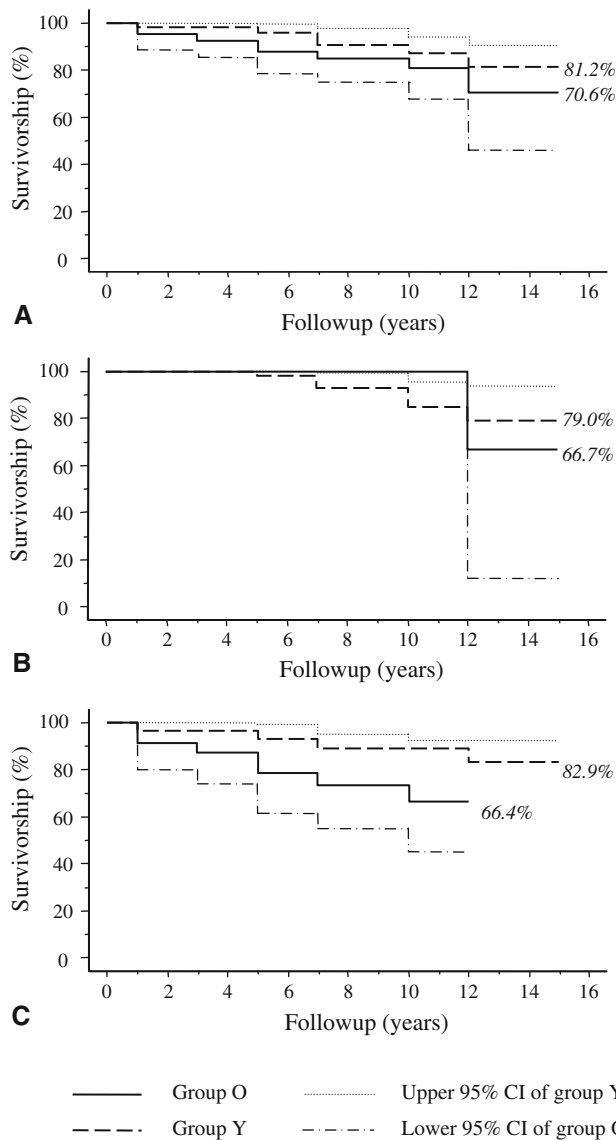 100
80
60
40
20
0
Survivorship (%)
81.2%
70.6%
0 2 4 6 8 10 12 14 16
Followup (years)
A
100
80
60
40
20
0
Survivorship (%)
79.0%
66.7%
0 2 4 6 8 10 12 14 16
Followup (years)
B
100
80
60
40
20
0
Survivorship (%)
82.9%
66.4%
0 2 4 6 8 10 12 14 16
Followup (years)
C
Group O Upper 95% CI of group Y
Group Y Lower 95% CI of group